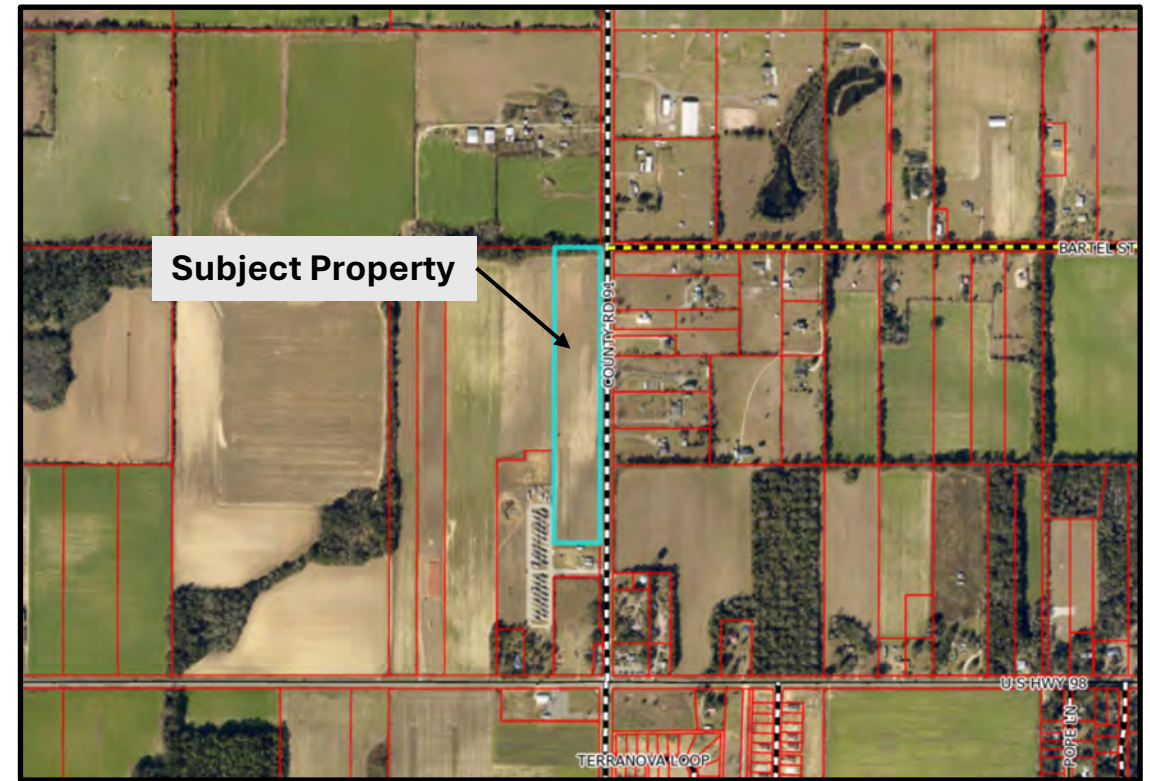 BARTEL ST
Subject Property
COUNTY RD 91
U S HWY 98
POPE LN
TERRANOVA LOOP